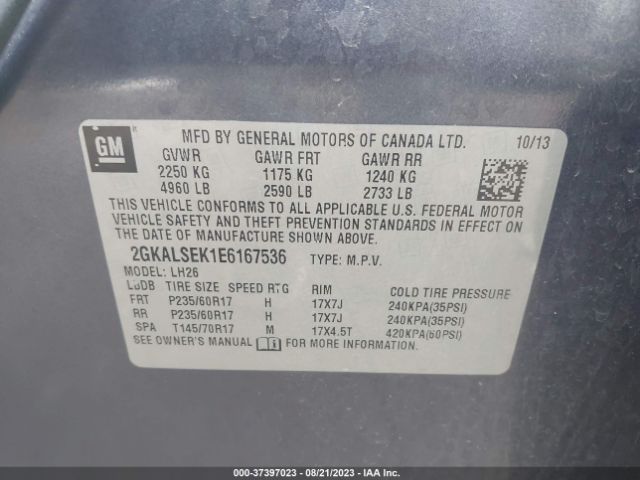 GM
MFD BY GENERAL MOTORS OF CANADA LTD. 10/13
GVWR GAWR FRT GAWR RR
2250 KG 1175 KG 1240 KG
4960 LB 2590 LB 2733 LB
THIS VEHICLE CONFORMS TO ALL APPLICABLE U.S. FEDERAL MOTOR
VEHICLE SAFETY AND THEFT PREVENTION STANDARDS IN EFFECT ON
THE DATE OF MANUFACTURE SHOWN ABOVE.
2GKALSEK1E6167536 TYPE: M.P.V.
MODEL: LH26
TIRE SIZE SPEED RTG RIM COLD TIRE PRESSURE
FRT P235/60R17 H 17X7J 240KPA(35PSI)
RR P235/60R17 H 17X7J 240KPA(35PSI)
SPA T145/70R17 M 17X4.5T 420KPA(60PSI)
SEE OWNER'S MANUAL FOR MORE INFORMATION.
000-37397023 - 08/21/2023 - IAA Inc.